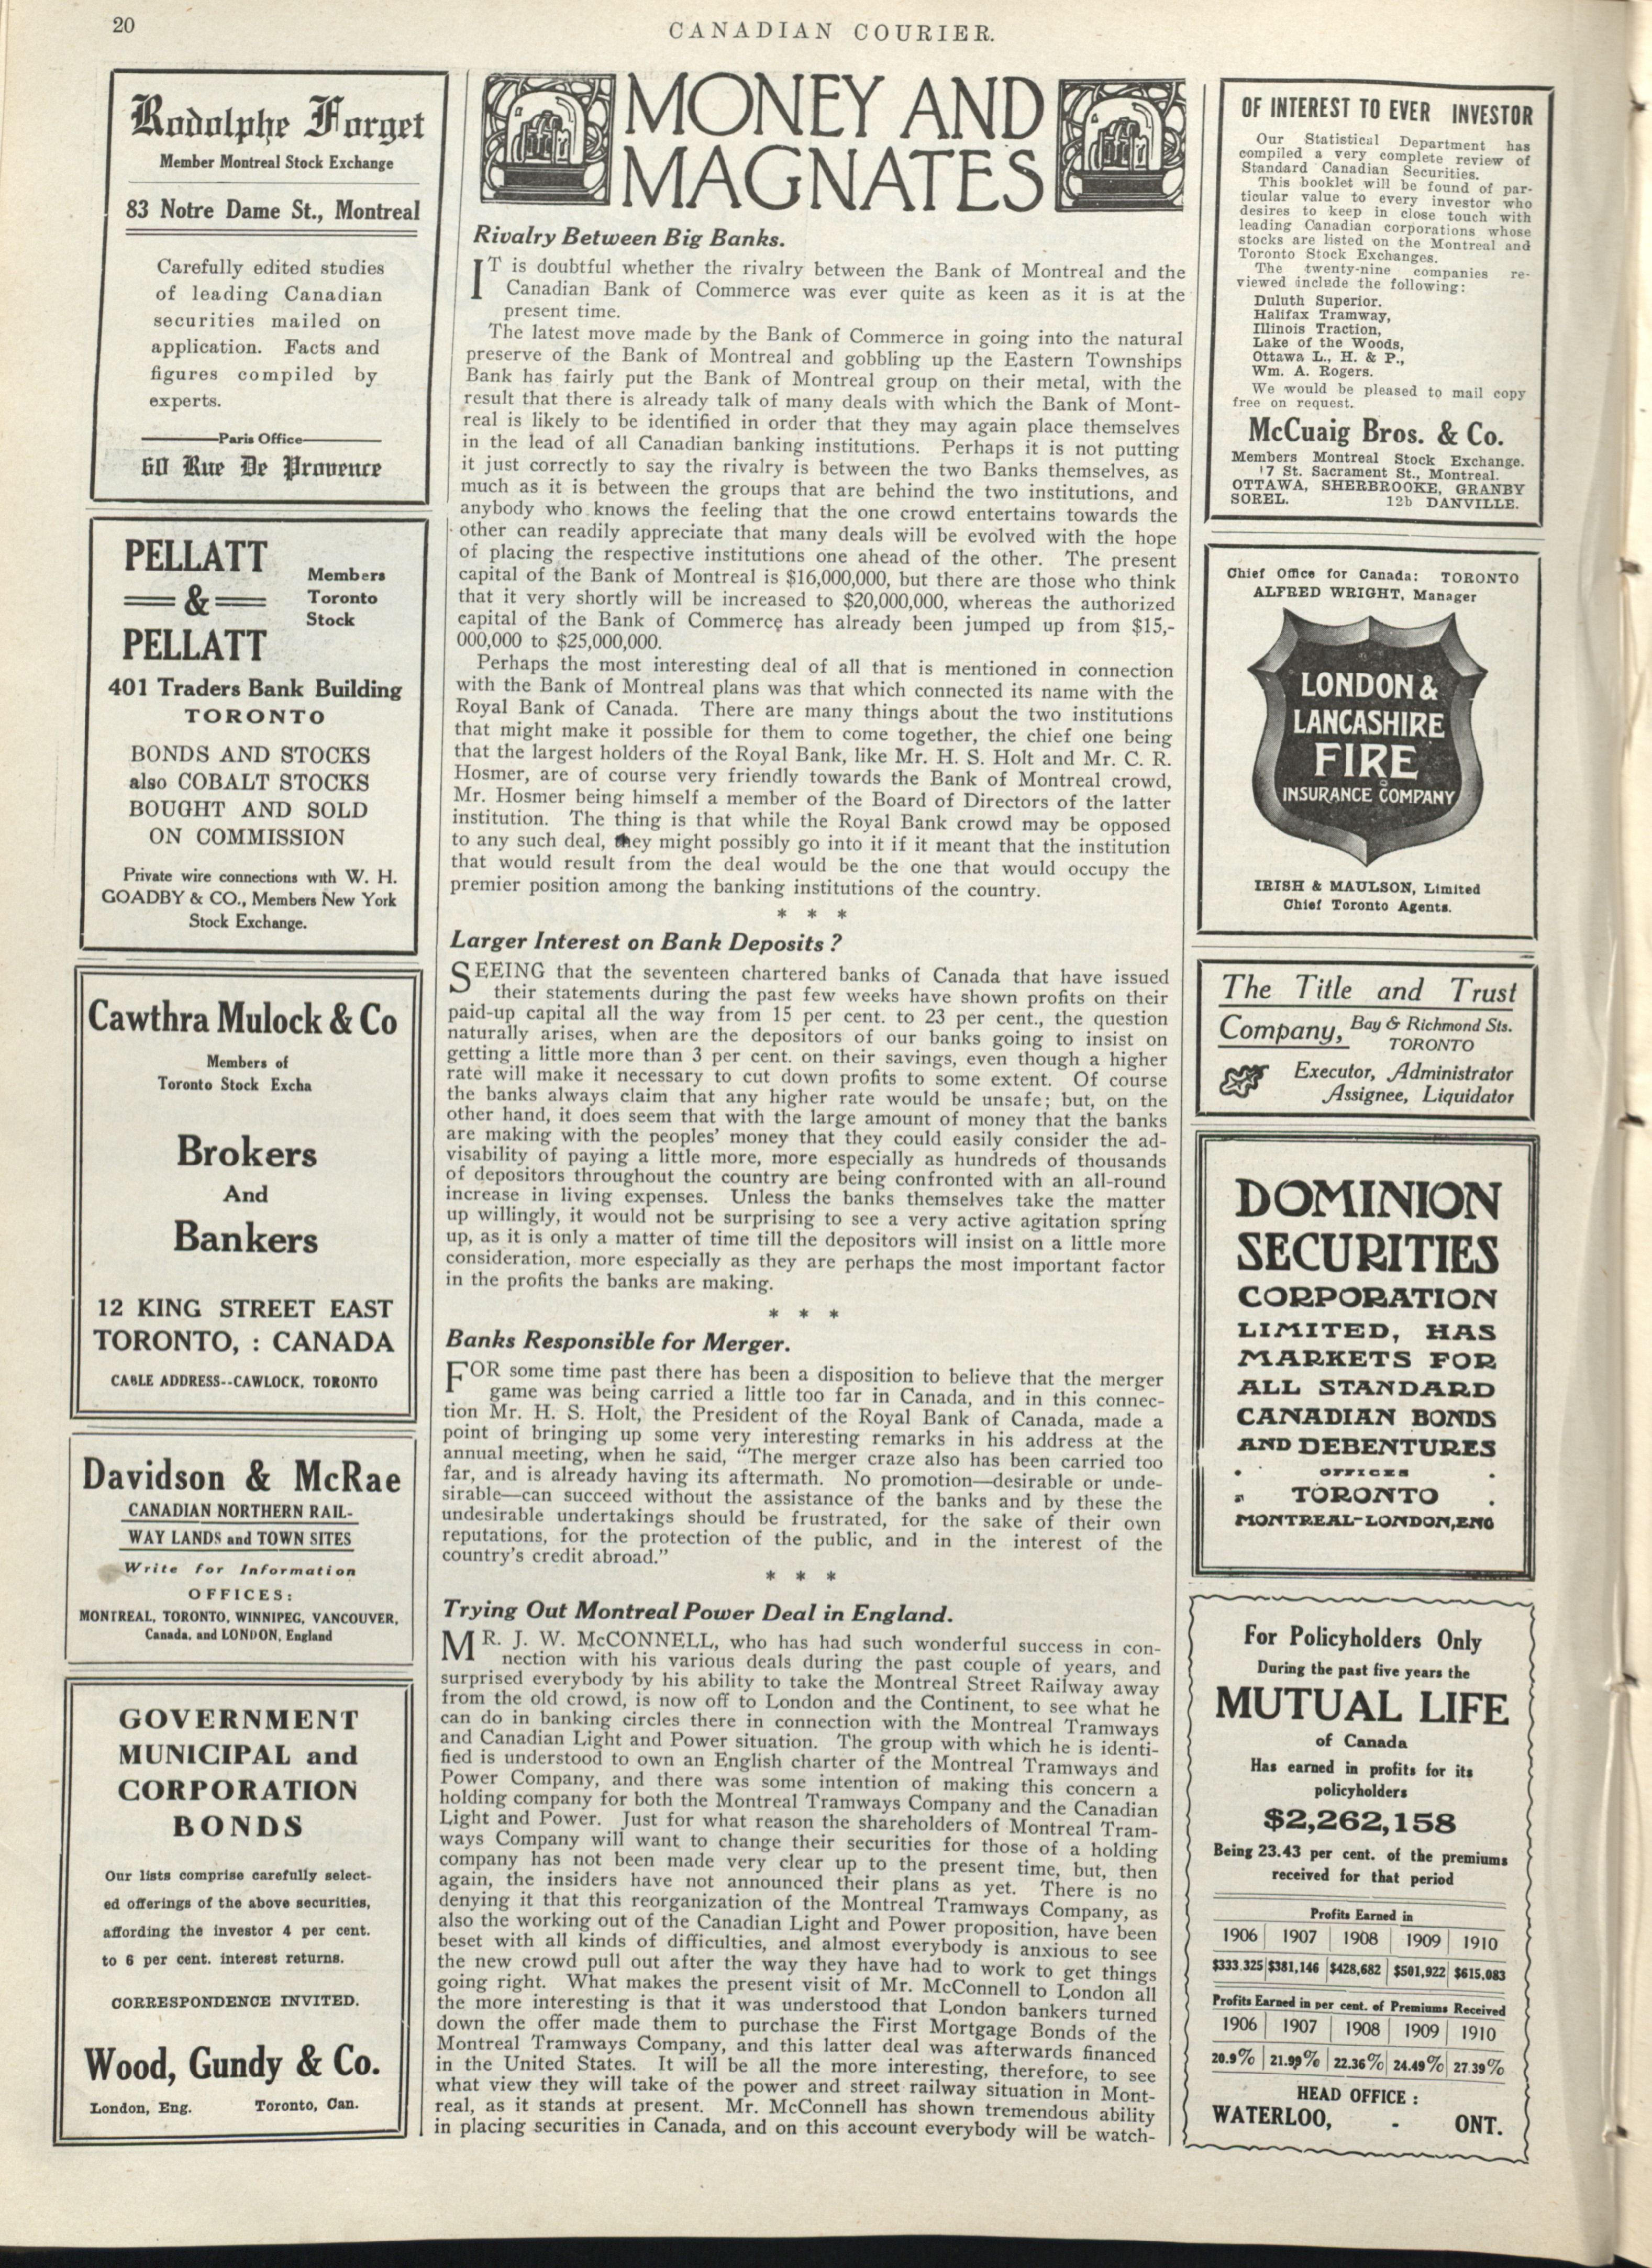 20
CANADIAN COURIER.
Rodolphe Forget
Member Montreal Stock Exchange
83 Notre Dame St., Montreal
Carefully edited studies
of leading Canadian
securities mailed on
application. Facts and
figures compiled by
experts.
Paris Office
60 Rue De Provence
PELLATT
&
PELLATT
Members
Toronto
Stock
401 Traders Bank Building
TORONTO
BONDS AND STOCKS
also COBALT STOCKS
BOUGHT AND SOLD
ON COMMISSION
Private wire connections with W. H.
GOADBY & CO., Members New York
Stock Exchange.
Cawthra Mulock & Co
Members of
Toronto Stock Excha
Brokers
And
Bankers
12 KING STREET EAST
TORONTO, : CANADA
CABLE ADDRESS--CAWLOCK, TORONTO
Davidson & McRae
CANADIAN NORTHERN RAIL-
WAY LANDS and TOWN SITES
Write for Information
OFFICES:
MONTREAL, TORONTO, WINNIPEG, VANCOUVER,
Canada, and LONDON, England
GOVERNMENT
MUNICIPAL and
CORPORATION
BONDS
Our lists comprise carefully select-
ed offerings of the above securities,
affording the investor 4 per cent.
to 6 per cent. interest returns.
CORRESPONDENCE INVITED.
Wood, Gundy & Co.
London, Eng. Toronto, Can.
MONEY AND
MAGNATES
Rivalry Between Big Banks.
IT is doubtful whether the rivalry between the Bank of Montreal and the
Canadian Bank of Commerce was ever quite as keen as it is at the
present time.
The latest move made by the Bank of Commerce in going into the natural
preserve of the Bank of Montreal and gobbling up the Eastern Townships
Bank has fairly put the Bank of Montreal group on their metal, with the
result that there is already talk of many deals with which the Bank of Mont-
real is likely to be identified in order that they may again place themselves
in the lead of all Canadian banking institutions. Perhaps it is not putting
it just correctly to say the rivalry is between the two Banks themselves, as
much as it is between the groups that are behind the two institutions, and
anybody who knows the feeling that the one crowd entertains towards the
other can readily appreciate that many deals will be evolved with the hope
of placing the respective institutions one ahead of the other. The present
capital of the Bank of Montreal is $16,000,000, but there are those who think
that it very shortly will be increased to $20,000,000, whereas the authorized
capital of the Bank of Commerce has already been jumped up from $15,-
000,000 to $25,000,000.
Perhaps the most interesting deal of all that is mentioned in connection
with the Bank of Montreal plans was that which connected its name with the
Royal Bank of Canada. There are many things about the two institutions
that might make it possible for them to come together, the chief one being
that the largest holders of the Royal Bank, like Mr. H. S. Holt and Mr. C. R.
Hosmer, are of course very friendly towards the Bank of Montreal crowd,
Mr. Hosmer being himself a member of the Board of Directors of the latter
institution. The thing is that while the Royal Bank crowd may be opposed
to any such deal, they might possibly go into it if it meant that the institution
that would result from the deal would be the one that would occupy the
premier position among the banking institutions of the country.
* * *
Larger Interest on Bank Deposits?
SEEING that the seventeen chartered banks of Canada that have issued
their statements during the past few weeks have shown profits on their
paid-up capital all the way from 15 per cent. to 23 per cent., the question
naturally arises, when are the depositors of our banks going to insist on
getting a little more than 3 per cent. on their savings, even though a higher
rate will make it necessary to cut down profits to some extent. Of course
the banks always claim that any higher rate would be unsafe; but, on the
other hand, it does seem that with the large amount of money that the banks
are making with the peoples' money that they could easily consider the ad-
visability of paying a little more, more especially as hundreds of thousands
of depositors throughout the country are being confronted with an all-round
increase in living expenses. Unless the banks themselves take the matter
up willingly, it would not be surprising to see a very active agitation spring
up, as it is only a matter of time till the depositors will insist on a little more
consideration, more especially as they are perhaps the most important factor
in the profits the banks are making.
* * *
Banks Responsible for Merger.
FOR some time past there has been a disposition to believe that the merger
game was being carried a little too far in Canada, and in this connec-
tion Mr. H. S. Holt, the President of the Royal Bank of Canada, made a
point of bringing up some very interesting remarks in his address at the
annual meeting, when he said, "The merger craze also has been carried too
far, and is already having its aftermath. No promotion—desirable or unde-
sirable—can succeed without the assistance of the banks and by these the
undesirable undertakings should be frustrated, for the sake of their own
reputations, for the protection of the public, and in the interest of the
country's credit abroad."
* * *
Trying Out Montreal Power Deal in England.
MR. J. W. McCONNELL, who has had such wonderful success in con-
nection with his various deals during the past couple of years, and
surprised everybody by his ability to take the Montreal Street Railway away
from the old crowd, is now off to London and the Continent, to see what he
can do in banking circles there in connection with the Montreal Tramways
and Canadian Light and Power situation. The group with which he is identi-
fied is understood to own an English charter of the Montreal Tramways and
Power Company, and there was some intention of making this concern a
holding company for both the Montreal Tramways Company and the Canadian
Light and Power. Just for what reason the shareholders of Montreal Tram-
ways Company will want to change their securities for those of a holding
company has not been made very clear up to the present time, but, then
again, the insiders have not announced their plans as yet. There is no
denying it that this reorganization of the Montreal Tramways Company, as
also the working out of the Canadian Light and Power proposition, have been
beset with all kinds of difficulties, and almost everybody is anxious to see
the new crowd pull out after the way they have had to work to get things
going right. What makes the present visit of Mr. McConnell to London all
the more interesting is that it was understood that London bankers turned
down the offer made them to purchase the First Mortgage Bonds of the
Montreal Tramways Company, and this latter deal was afterwards financed
in the United States. It will be all the more interesting, therefore, to see
what view they will take of the power and street railway situation in Mont-
real, as it stands at present. Mr. McConnell has shown tremendous ability
in placing securities in Canada, and on this account everybody will be watch-
OF INTEREST TO EVER INVESTOR
Our Statistical Department has
compiled a very complete review of
Standard Canadian Securities.
This booklet will be found of par-
ticular value to every investor who
desires to keep in close touch with
leading Canadian corporations whose
stocks are listed on the Montreal and
Toronto Stock Exchanges.
The twenty-nine companies re-
viewed include the following:
Duluth Superior.
Halifax Tramway,
Illinois Traction,
Lake of the Woods,
Ottawa L., H. & P.,
Wm. A. Rogers.
We would be pleased to mail copy
free on request.
McCuaig Bros. & Co.
Members Montreal Stock Exchange.
17 St. Sacrament St., Montreal.
OTTAWA, SHERBROOKE, GRANBY
SOREL. 12b DANVILLE.
Chief Office for Canada: TORONTO
ALFRED WRIGHT, Manager
LONDON &
LANCASHIRE
FIRE
INSURANCE COMPANY
IRISH & MAULSON, Limited
Chief Toronto Agents.
The Title and Trust
Company, Bay & Richmond Sts.
TORONTO
Executor, Administrator
Assignee, Liquidator
DOMINION
SECURITIES
CORPORATION
LIMITED, HAS
MARKETS FOR
ALL STANDARD
CANADIAN BONDS
AND DEBENTURES
OFFICES
TORONTO
MONTREAL-LONDON, ENG
For Policyholders Only
During the past five years the
MUTUAL LIFE
of Canada
Has earned in profits for its
policyholders
$2,262,158
Being 23.43 per cent. of the premiums
received for that period
Profits Earned in
1906 1907 1908 1909 1910
$333.325 $381,146 $428,682 $501,922 $615,083
Profits Earned in per cent. of Premiums Received
1906 1907 1908 1909 1910
20.9% 21.99% 22.36% 24.49% 27.39%
HEAD OFFICE:
WATERLOO, - ONT.